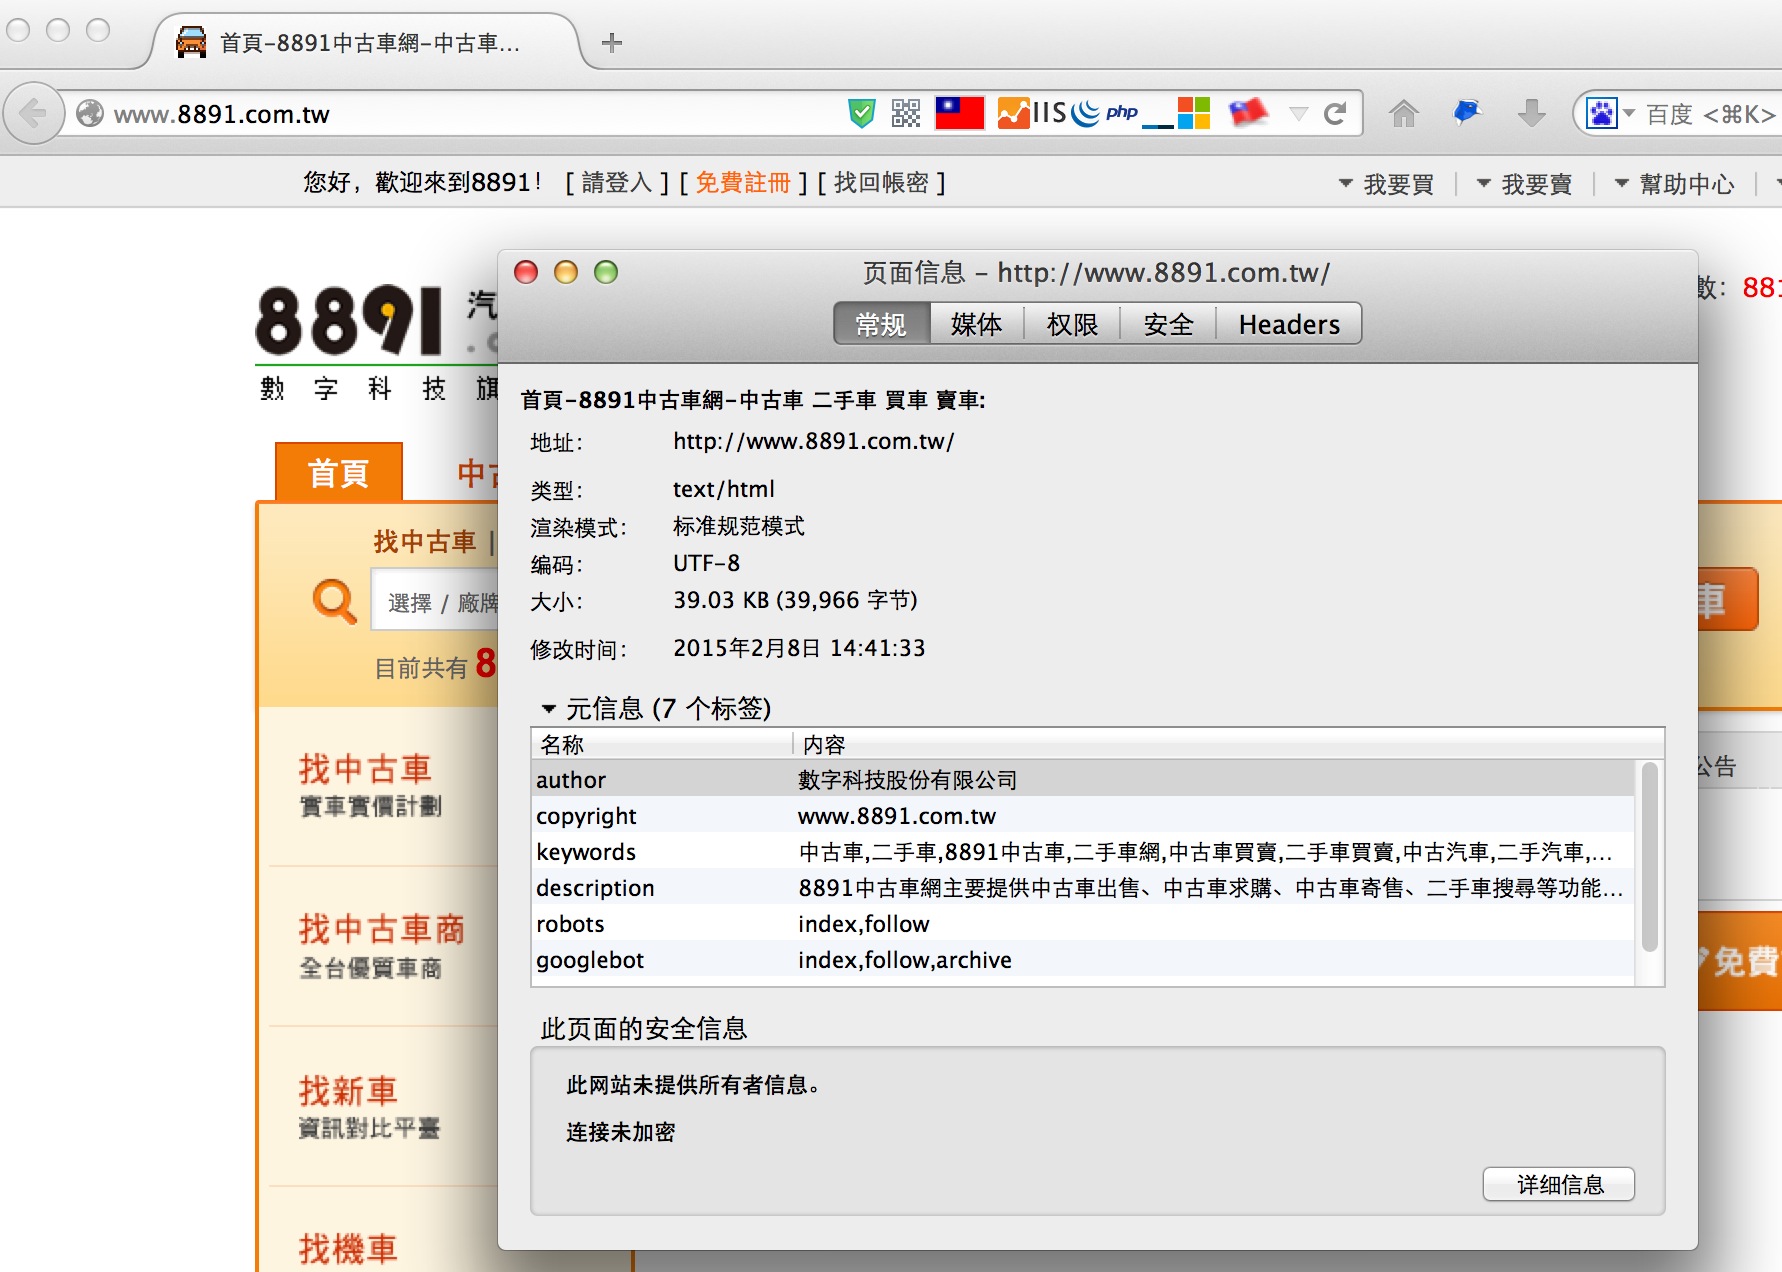 首頁-8891中古車網-中古車...
www.8891.com.tw
IIS
php
百度 <⌘K>
您好，歡迎來到8891！ [ 請登入 ] [ 免費註冊 ] [ 找回帳密 ]
我要買 | 我要賣 | 幫助中心 |
8891 汽
數字科技旗
數：881
首頁
中古
找中古車 |
選擇 / 廠牌
目前共有 8
車
找中古車
實車實價計劃
找中古車商
全台優質車商
找新車
資訊對比平臺
找機車
公告
免費
页面信息 – http://www.8891.com.tw/
常规 媒体 权限 安全 Headers
首頁-8891中古車網-中古車 二手車 買車 賣車:
地址： http://www.8891.com.tw/
类型： text/html
渲染模式： 标准规范模式
编码： UTF-8
大小： 39.03 KB (39,966 字节)
修改时间： 2015年2月8日 14:41:33
元信息 (7 个标签)
名称 内容
author 數字科技股份有限公司
copyright www.8891.com.tw
keywords 中古車,二手車,8891中古車,二手車網,中古車買賣,二手車買賣,中古汽車,二手汽車,...
description 8891中古車網主要提供中古車出售、中古車求購、中古車寄售、二手車搜尋等功能...
robots index,follow
googlebot index,follow,archive
此页面的安全信息
此网站未提供所有者信息。
连接未加密
详细信息